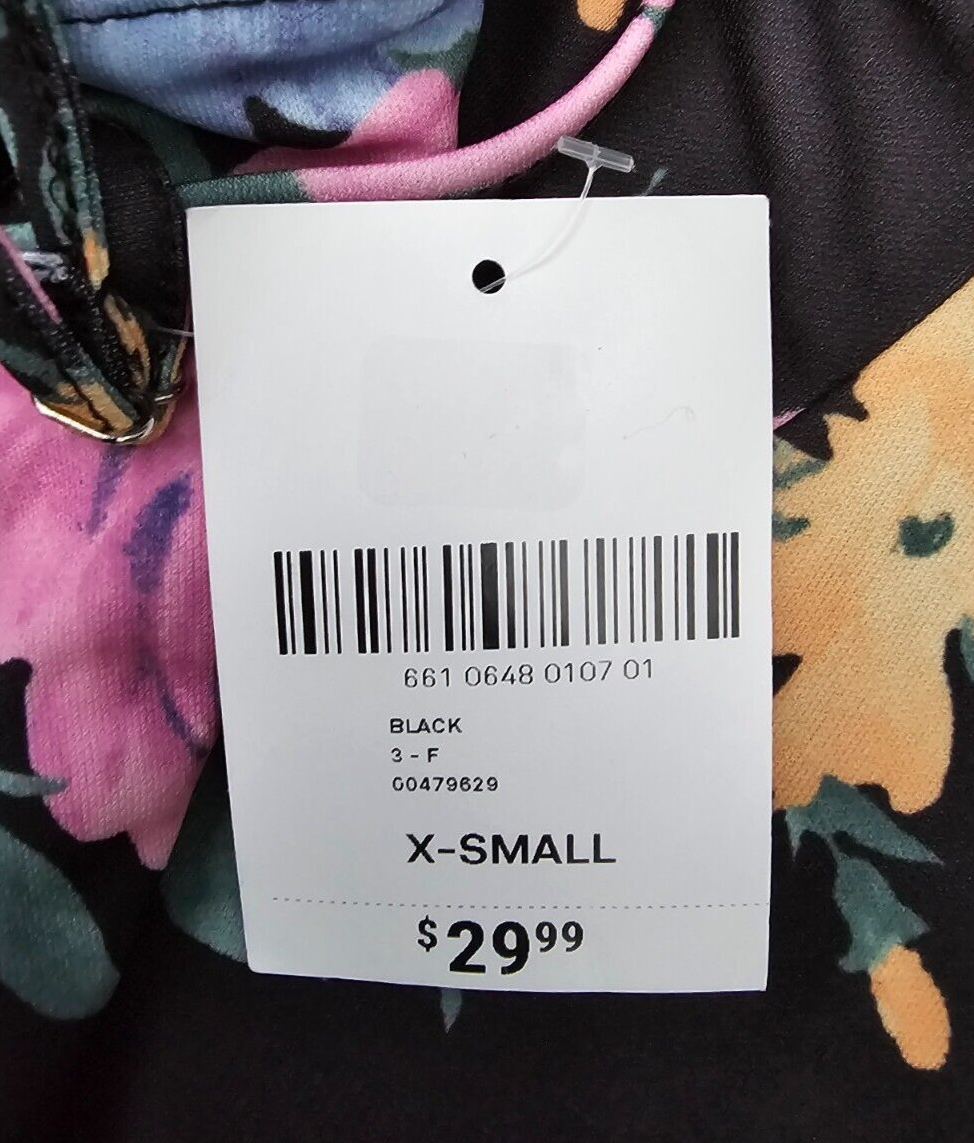 661 0648 0107 01
BLACK
3 - F
00479629
X-SMALL
$29.99